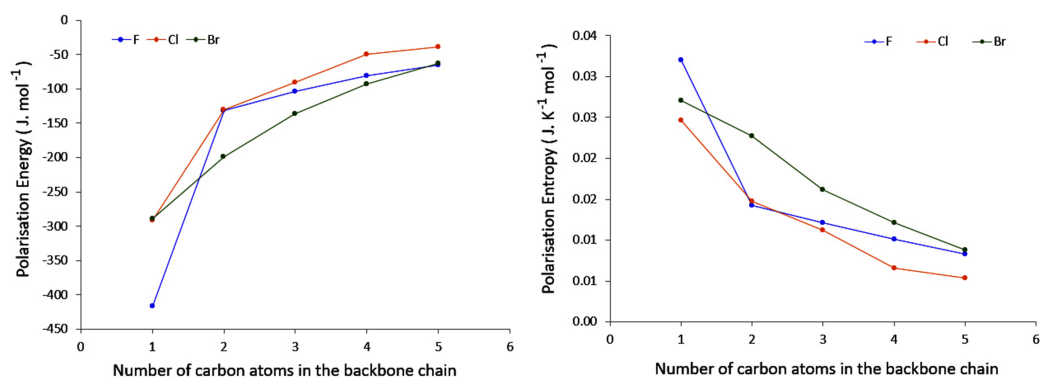 Polarisation Energy ( J. mol⁻¹ )
0
-50
-100
-150
-200
-250
-300
-350
-400
-450
F Cl Br
0 1 2 3 4 5 6
Number of carbon atoms in the backbone chain
Polarisation Entropy ( J. K⁻¹ mol⁻¹ )
0.04
0.03
0.03
0.02
0.02
0.01
0.01
0.00
F Cl Br
0 1 2 3 4 5 6
Number of carbon atoms in the backbone chain